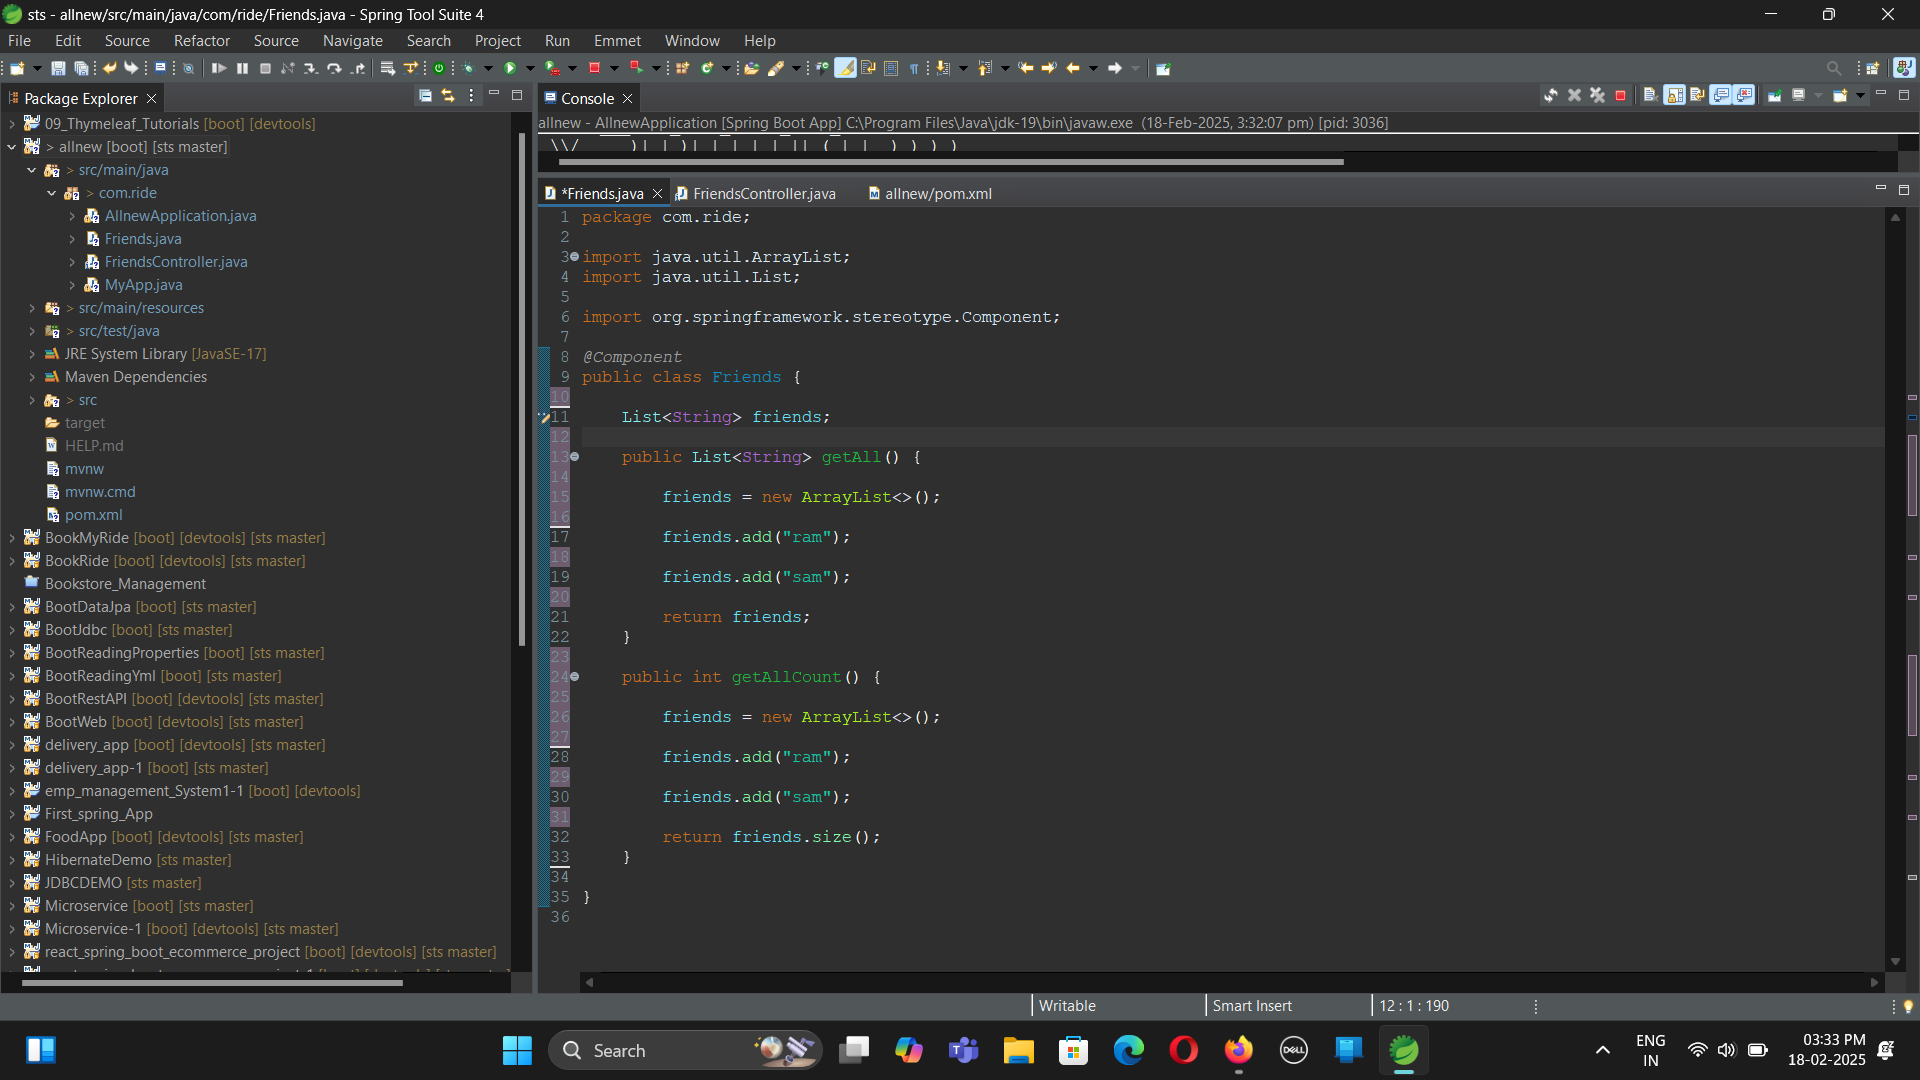 sts - allnew/src/main/java/com/ride/Friends.java - Spring Tool Suite 4
File Edit Source Refactor Source Navigate Search Project Run Emmet Window Help
Package Explorer
09_Thymeleaf_Tutorials [boot] [devtools]
> allnew [boot] [sts master]
> src/main/java
> com.ride
AllnewApplication.java
Friends.java
FriendsController.java
MyApp.java
> src/main/resources
> src/test/java
JRE System Library [JavaSE-17]
Maven Dependencies
> src
target
HELP.md
mvnw
mvnw.cmd
pom.xml
BookMyRide [boot] [devtools] [sts master]
BookRide [boot] [devtools] [sts master]
Bookstore_Management
BootDataJpa [boot] [sts master]
BootJdbc [boot] [sts master]
BootReadingProperties [boot] [sts master]
BootReadingYml [boot] [sts master]
BootRestAPI [boot] [devtools] [sts master]
BootWeb [boot] [devtools] [sts master]
delivery_app [boot] [devtools] [sts master]
delivery_app-1 [boot] [sts master]
emp_management_System1-1 [boot] [devtools]
First_spring_App
FoodApp [boot] [devtools] [sts master]
HibernateDemo [sts master]
JDBCDEMO [sts master]
Microservice [boot] [sts master]
Microservice-1 [boot] [devtools] [sts master]
react_spring_boot_ecommerce_project [boot] [devtools] [sts master]
Console
allnew - AllnewApplication [Spring Boot App] C:\Program Files\Java\jdk-19\bin\javaw.exe (18-Feb-2025, 3:32:07 pm) [pid: 3036]
*Friends.java FriendsController.java allnew/pom.xml
1 package com.ride;
2
3 import java.util.ArrayList;
4 import java.util.List;
5
6 import org.springframework.stereotype.Component;
7
8 @Component
9 public class Friends {
10
11 List<String> friends;
12
13 public List<String> getAll() {
14
15 friends = new ArrayList<>();
16
17 friends.add("ram");
18
19 friends.add("sam");
20
21 return friends;
22 }
23
24 public int getAllCount() {
25
26 friends = new ArrayList<>();
27
28 friends.add("ram");
29
30 friends.add("sam");
31
32 return friends.size();
33 }
34
35 }
36
Writable Smart Insert 12 : 1 : 190
Search
DELL
ENG
IN
03:33 PM
18-02-2025